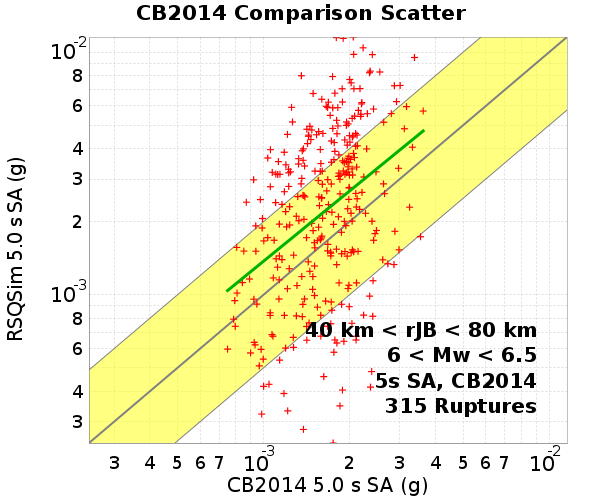 CB2014 Comparison Scatter
RSQSim 5.0 s SA (g)
10-2
8
6
4
3
2
10-3
8
6
4
3
40 km < rJB < 80 km
6 < Mw < 6.5
5s SA, CB2014
315 Ruptures
3 4 5 6 7 10-3 2 3 4 5 6 7 10-2
CB2014 5.0 s SA (g)